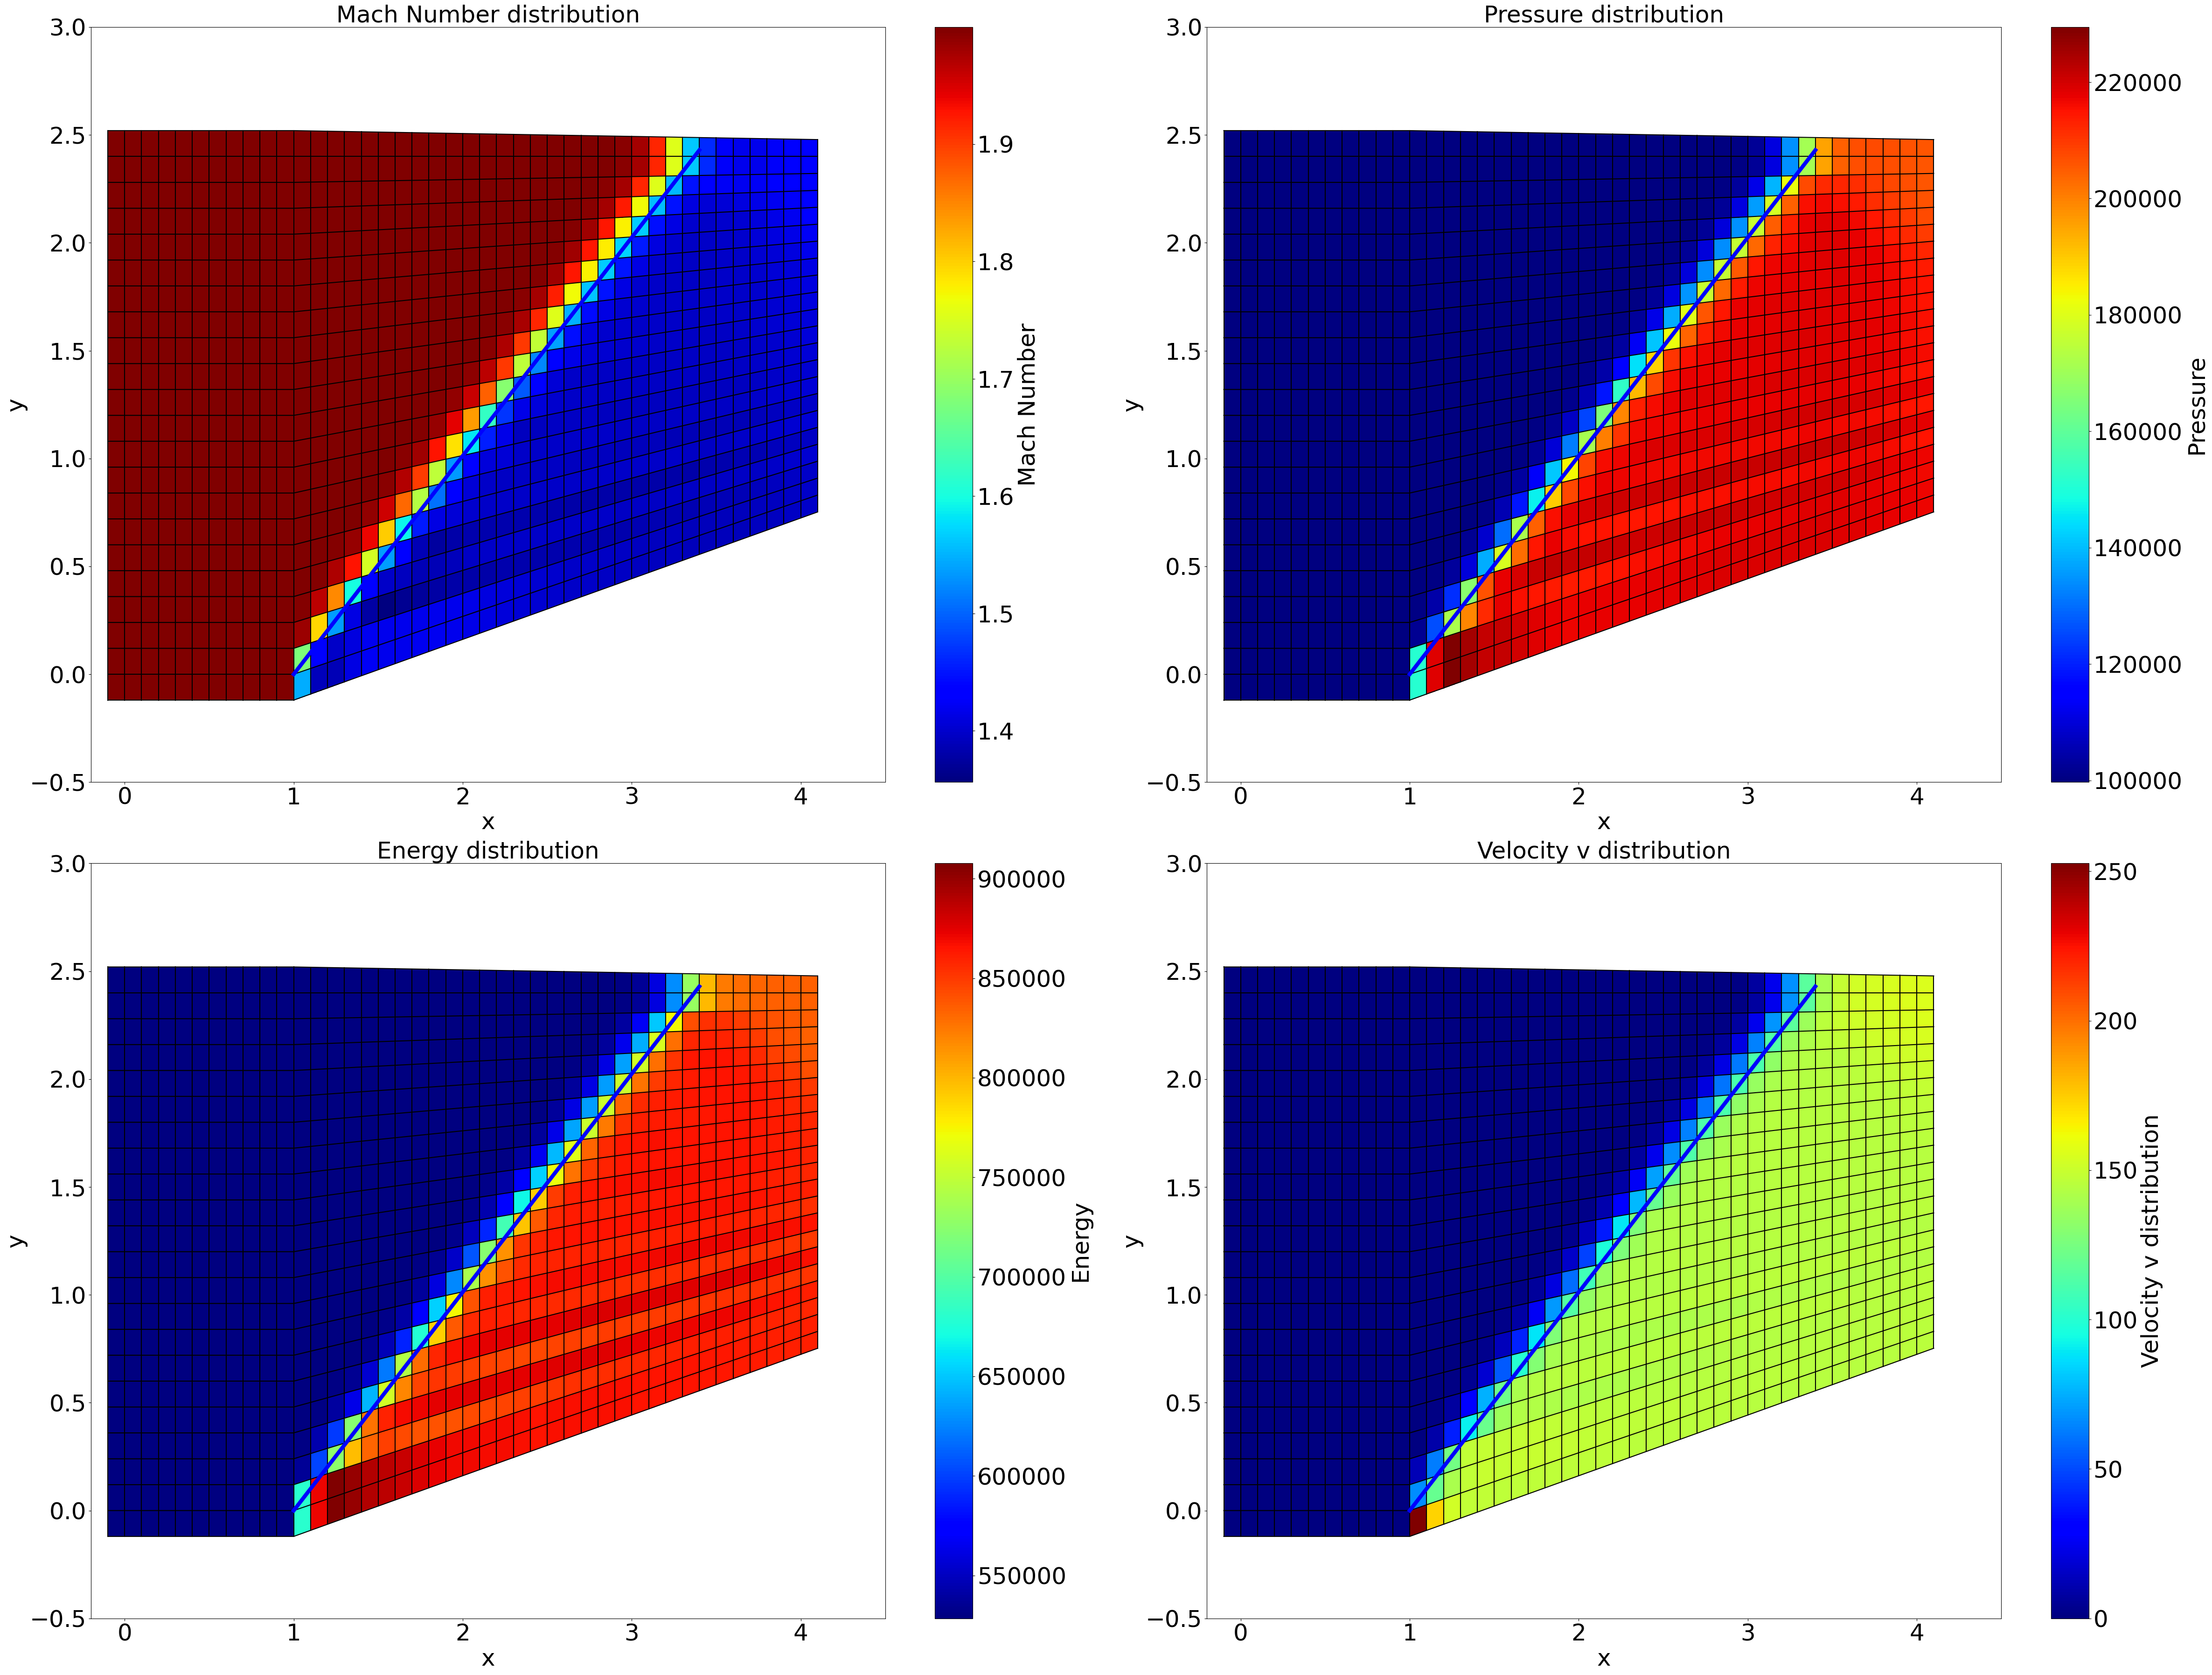 Mach Number distribution
3.0
2.5
2.0
1.5
1.0
0.5
0.0
−0.5
y
0 1 2 3 4
x
1.9
1.8
1.7
1.6
1.5
1.4
Mach Number
Pressure distribution
3.0
2.5
2.0
1.5
1.0
0.5
0.0
−0.5
y
0 1 2 3 4
x
220000
200000
180000
160000
140000
120000
100000
Pressure
Energy distribution
3.0
2.5
2.0
1.5
1.0
0.5
0.0
−0.5
y
0 1 2 3 4
x
900000
850000
800000
750000
700000
650000
600000
550000
Energy
Velocity v distribution
3.0
2.5
2.0
1.5
1.0
0.5
0.0
−0.5
y
0 1 2 3 4
x
250
200
150
100
50
0
Velocity v distribution